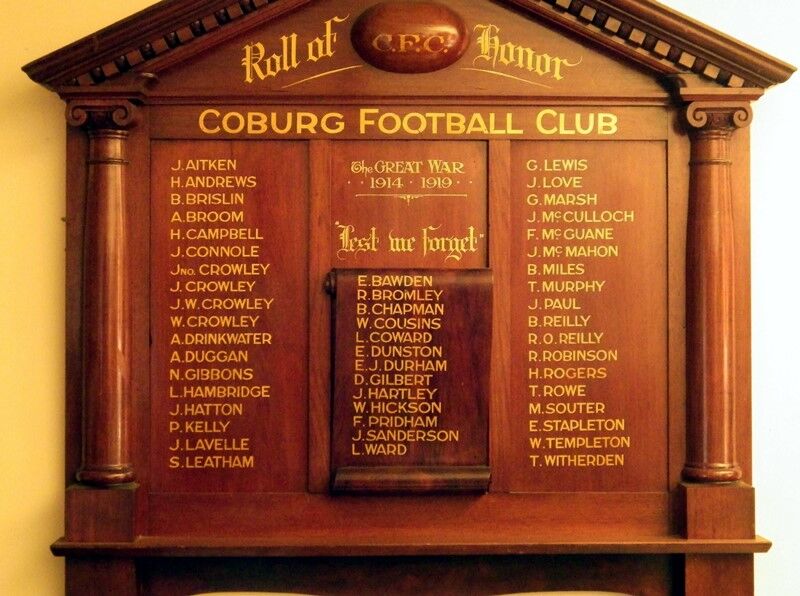 Roll of C.F.C. Honor
COBURG FOOTBALL CLUB
J. AITKEN
H. ANDREWS
B. BRISLIN
A. BROOM
H. CAMPBELL
J. CONNOLE
JNO. CROWLEY
J. CROWLEY
J.W. CROWLEY
W. CROWLEY
A. DRINKWATER
A. DUGGAN
N. GIBBONS
L. HAMBRIDGE
J. HATTON
P. KELLY
J. LAVELLE
S. LEATHAM
The GREAT WAR
1914 - 1919
"Lest we forget"
E. BAWDEN
R. BROMLEY
B. CHAPMAN
W. COUSINS
L. COWARD
E. DUNSTON
E.J. DURHAM
D. GILBERT
J. HARTLEY
W. HICKSON
F. PRIDHAM
J. SANDERSON
L. WARD
G. LEWIS
J. LOVE
G. MARSH
J. McCULLOCH
F. McGUANE
J. McMAHON
B. MILES
T. MURPHY
J. PAUL
B. REILLY
R.O. REILLY
R. ROBINSON
H. ROGERS
T. ROWE
M. SOUTER
E. STAPLETON
W. TEMPLETON
T. WITHERDEN